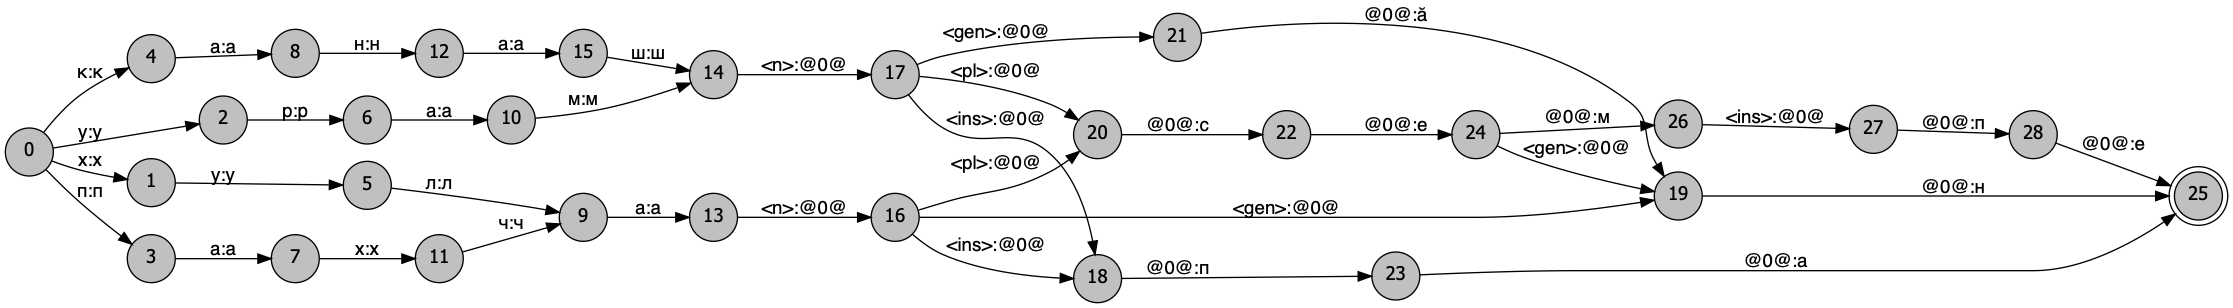 0
к:к
4
а:а
8
н:н
12
а:а
15
ш:ш
14
<n>:@0@
17
<gen>:@0@
21
@0@:ӑ
у:у
2
р:р
6
а:а
10
м:м
<pl>:@0@
20
@0@:с
22
@0@:е
24
@0@:м
26
<ins>:@0@
27
@0@:п
28
@0@:е
25
<ins>:@0@
<gen>:@0@
х:х
1
у:у
5
л:л
9
а:а
13
<n>:@0@
16
<pl>:@0@
<gen>:@0@
19
@0@:н
п:п
3
а:а
7
х:х
11
ч:ч
<ins>:@0@
18
@0@:п
23
@0@:а